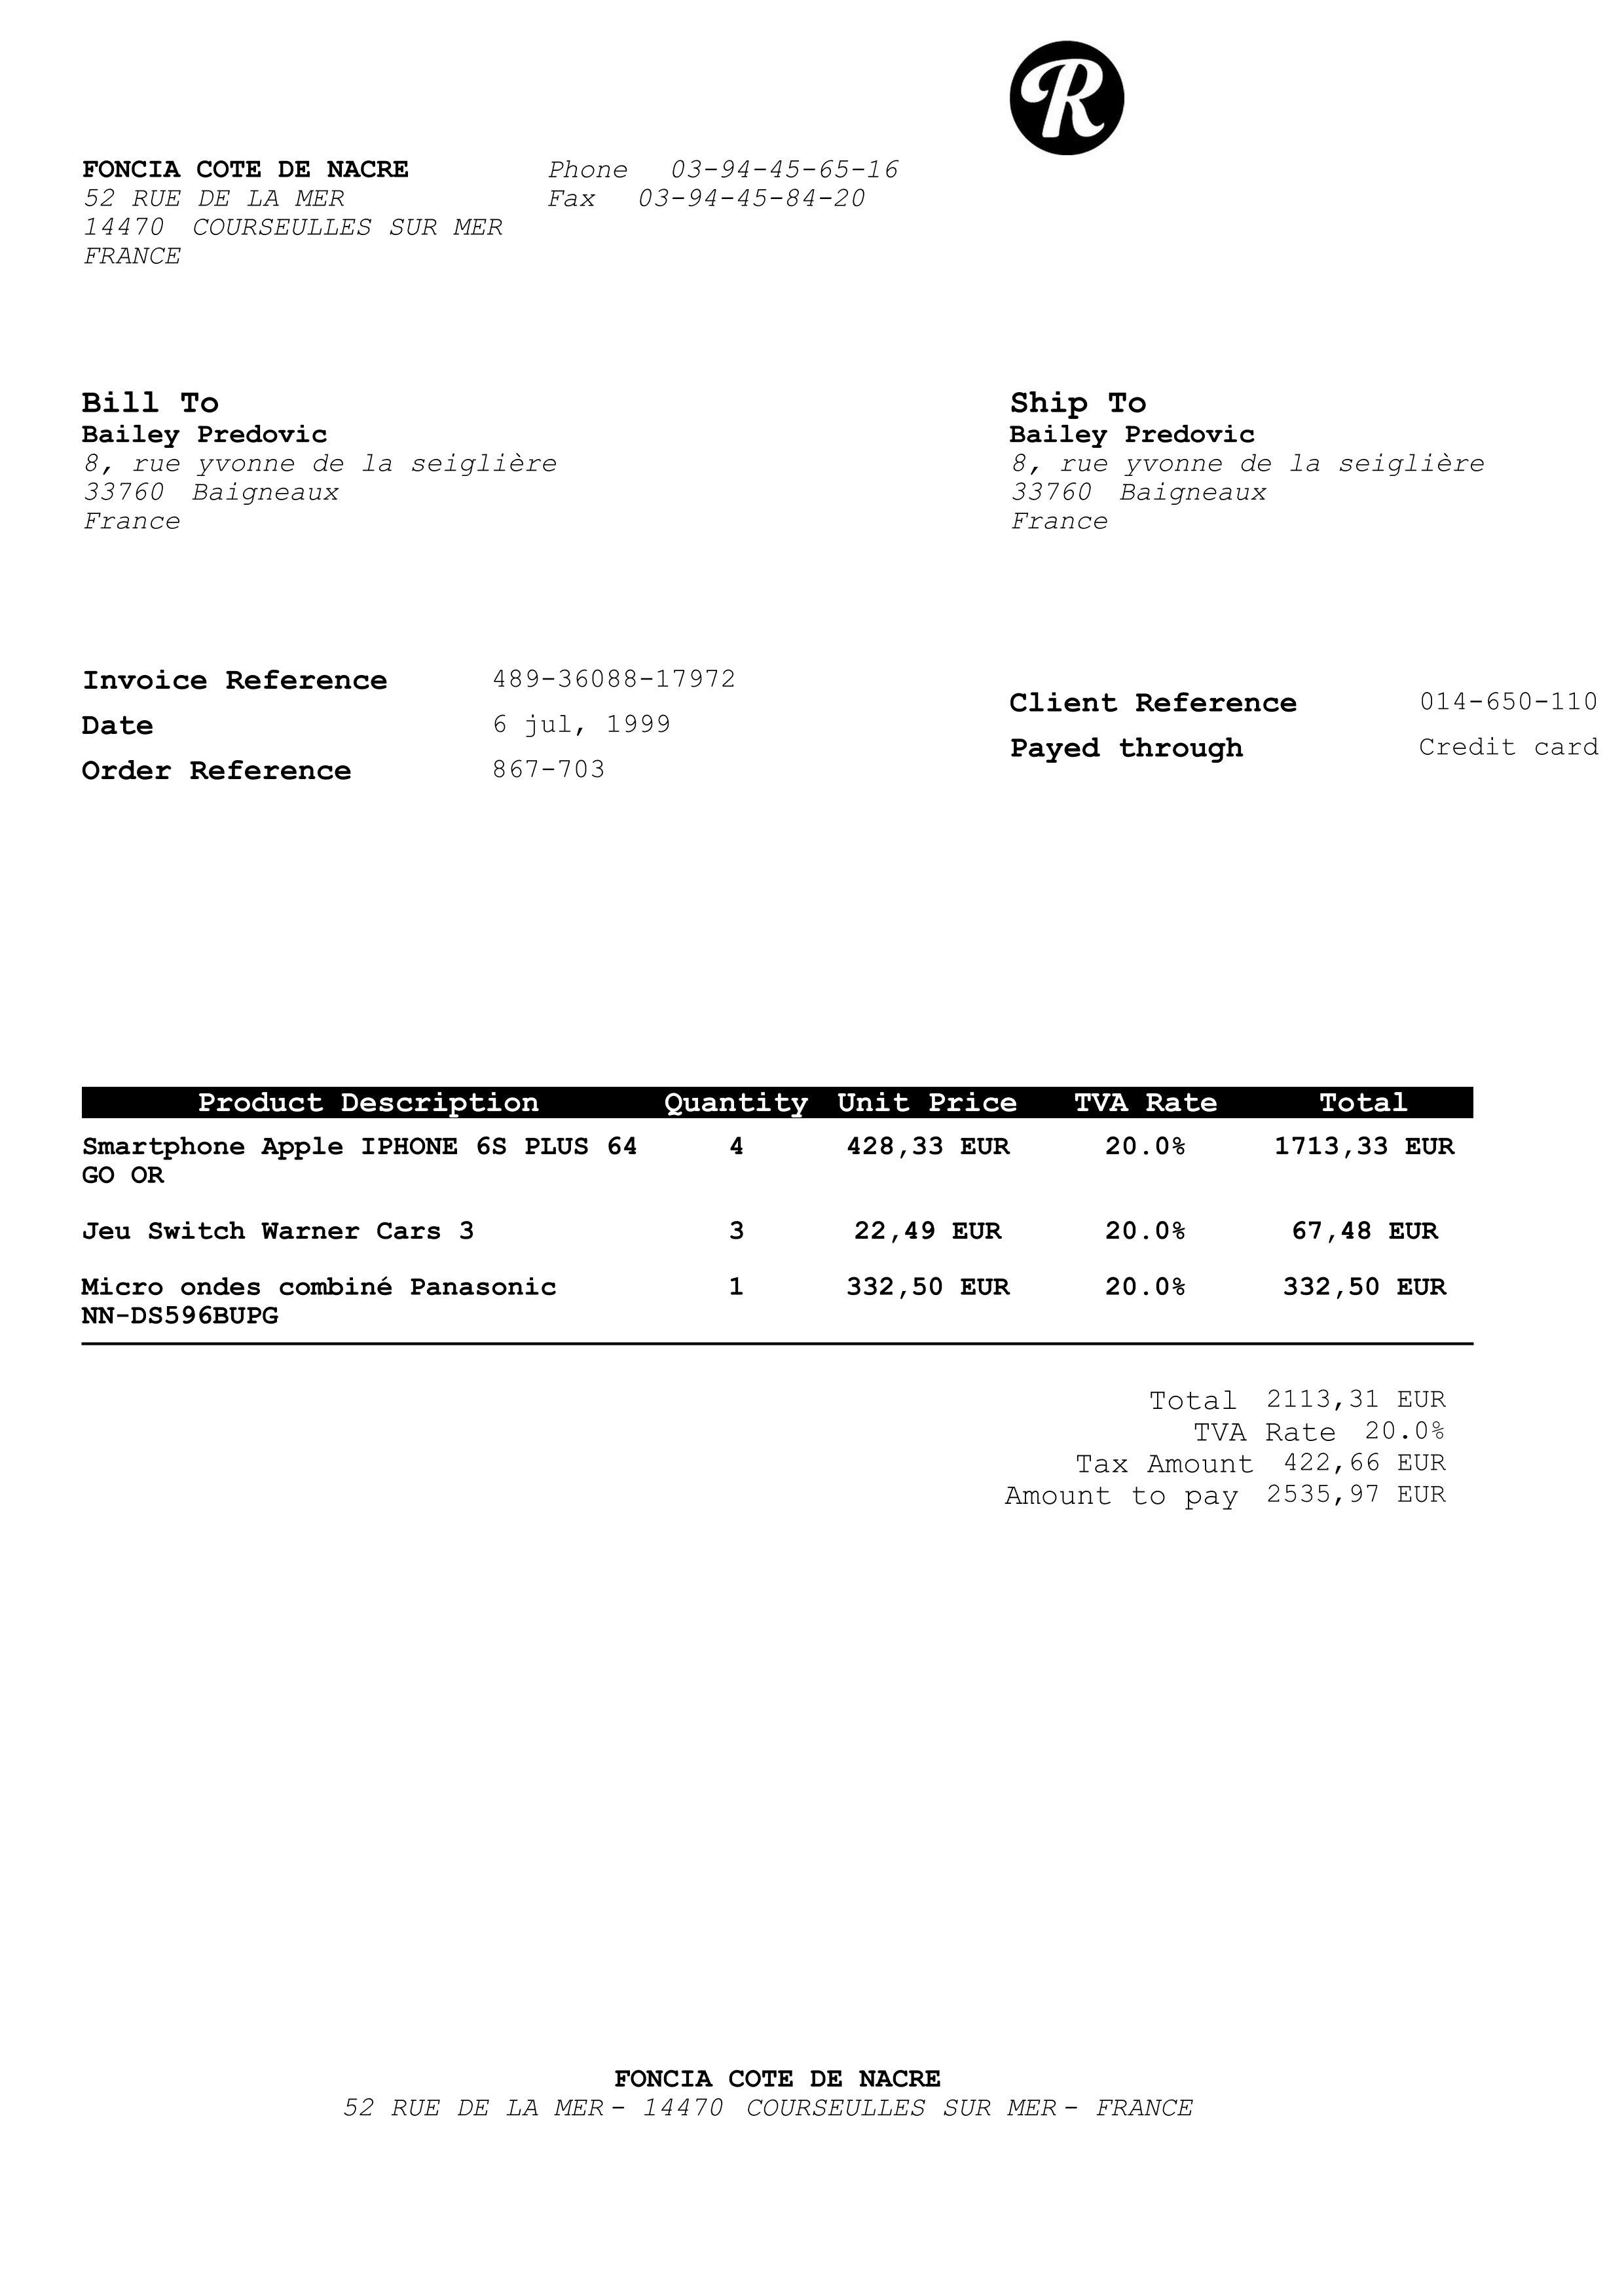 R
FONCIA COTE DE NACRE
52 RUE DE LA MER
14470 COURSEULLES SUR MER
FRANCE
Phone 03-94-45-65-16
Fax 03-94-45-84-20
Bill To
Bailey Predovic
8, rue yvonne de la seiglière
33760 Baigneaux
France
Ship To
Bailey Predovic
8, rue yvonne de la seiglière
33760 Baigneaux
France
Invoice Reference 489-36088-17972
Date 6 jul, 1999
Order Reference 867-703
Client Reference 014-650-110
Payed through Credit card
Product Description Quantity Unit Price TVA Rate Total
Smartphone Apple IPHONE 6S PLUS 64 4 428,33 EUR 20.0% 1713,33 EUR
GO OR
Jeu Switch Warner Cars 3 3 22,49 EUR 20.0% 67,48 EUR
Micro ondes combiné Panasonic 1 332,50 EUR 20.0% 332,50 EUR
NN-DS596BUPG
Total 2113,31 EUR
TVA Rate 20.0%
Tax Amount 422,66 EUR
Amount to pay 2535,97 EUR
FONCIA COTE DE NACRE
52 RUE DE LA MER - 14470 COURSEULLES SUR MER - FRANCE